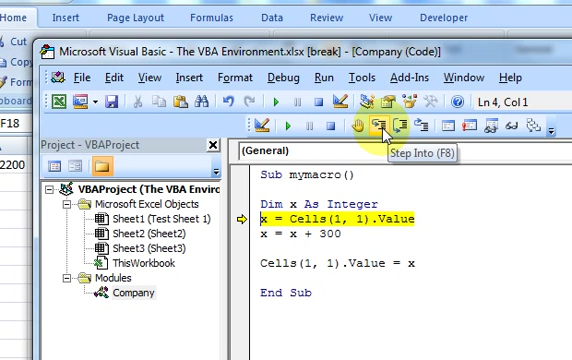 Home Insert Page Layout Formulas Data Review View Developer
Cut
Microsoft Visual Basic - The VBA Environment.xlsx [break] - [Company (Code)]
File Edit View Insert Format Debug Run Tools Add-Ins Window Help
Ln 4, Col 1
F18
2200
Project - VBAProject
(General)
Step Into (F8)
VBAProject (The VBA Enviro
Microsoft Excel Objects
Sheet1 (Test Sheet 1)
Sheet2 (Sheet2)
Sheet3 (Sheet3)
ThisWorkbook
Modules
Company
Sub mymacro()
Dim x As Integer
x = Cells(1, 1).Value
x = x + 300
Cells(1, 1).Value = x
End Sub